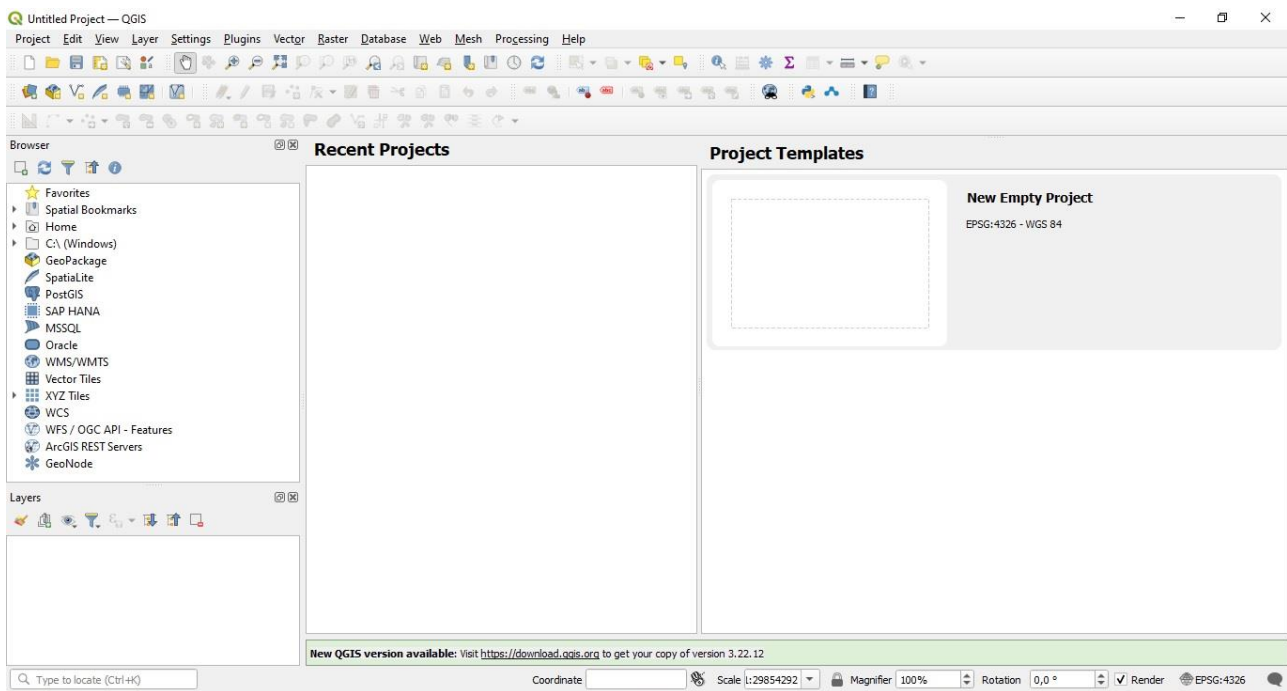 Untitled Project — QGIS
Project Edit View Layer Settings Plugins Vector Raster Database Web Mesh Processing Help
Browser
Favorites
Spatial Bookmarks
Home
C:\ (Windows)
GeoPackage
SpatiaLite
PostGIS
SAP HANA
MSSQL
Oracle
WMS/WMTS
Vector Tiles
XYZ Tiles
WCS
WFS / OGC API - Features
ArcGIS REST Servers
GeoNode
Layers
Recent Projects
Project Templates
New Empty Project
EPSG:4326 - WGS 84
New QGIS version available: Visit https://download.qgis.org to get your copy of version 3.22.12
Type to locate (Ctrl+K) Coordinate Scale 1:29854292 Magnifier 100% Rotation 0,0 ° Render EPSG:4326